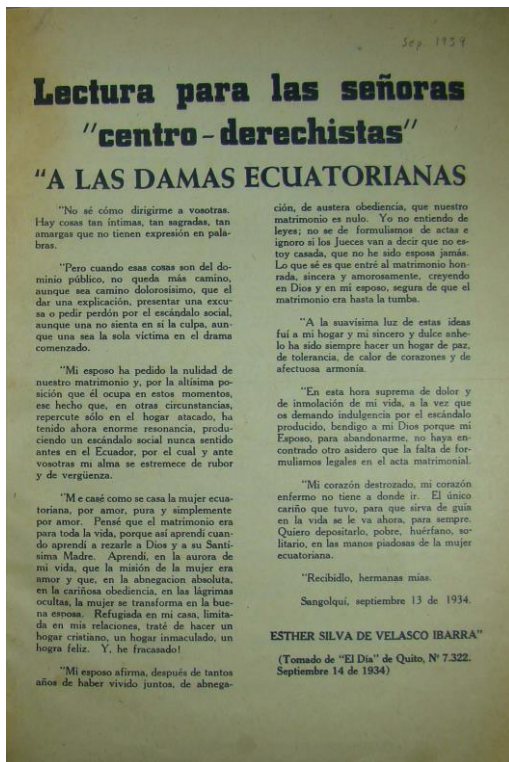 Sep 1934
Lectura para las señoras
"centro-derechistas"
"A LAS DAMAS ECUATORIANAS
"No sé cómo dirigirme a vosotras.
Hay cosas tan íntimas, tan sagradas, tan
amargas que no tienen expresión en pala-
bras.
"Pero cuando esas cosas son del do-
minio público, no queda más camino,
aunque sea camino dolorosísimo, que el
dar una explicación, presentar una excu-
sa o pedir perdón por el escándalo social,
aunque una no sienta en sí la culpa, aun-
que una sea la sola víctima en el drama
comenzado.
"Mi esposo ha pedido la nulidad de
nuestro matrimonio y, por la altísima po-
sición que él ocupa en estos momentos,
ese hecho que, en otras circunstancias,
repercute sólo en el hogar atacado, ha
tenido ahora enorme resonancia, produ-
ciendo un escándalo social nunca sentido
antes en el Ecuador, por el cual y ante
vosotras mi alma se estremece de rubor
y de vergüenza.
"Me casé como se casa la mujer ecua-
toriana, por amor, pura y simplemente
por amor. Pensé que el matrimonio era
para toda la vida, porque así aprendí cuan-
do aprendí a rezarle a Dios y a su Santí-
sima Madre. Aprendí, en la aurora de
mi vida, que la misión de la mujer era
amor y que, en la abnegación absoluta,
en la cariñosa obediencia, en las lágrimas
ocultas, la mujer se transforma en la bue-
na esposa. Refugiada en mi casa, limita-
da en mis relaciones, traté de hacer un
hogar cristiano, un hogar inmaculado, un
hogra feliz. Y, he fracasado!
"Mi esposo afirma, después de tantos
años de haber vivido juntos, de abnega-
ción, de austera obediencia, que nuestro
matrimonio es nulo. Yo no entiendo de
leyes; no se de formulismos de actas e
ignoro si los Jueces van a decir que no es-
toy casada, que no he sido esposa jamás.
Lo que sé es que entré al matrimonio hon-
rada, sincera y amorosamente, creyendo
en Dios y en mi esposo, segura de que el
matrimonio era hasta la tumba.
"A la suavísima luz de estas ideas
fuí a mi hogar y mi sincero y dulce anhe-
lo ha sido siempre hacer un hogar de paz,
de tolerancia, de calor de corazones y de
afectuosa armonía.
"En esta hora suprema de dolor y
de inmolación de mi vida, a la vez que
os demando indulgencia por el escándalo
producido, bendigo a mi Dios porque mi
Esposo, para abandonarme, no haya en-
contrado otro asidero que la falta de for-
mulismos legales en el acta matrimonial.
"Mi corazón destrozado, mi corazón
enfermo no tiene a donde ir. El único
cariño que tuvo, para que sirva de guía
en la vida se le va ahora, para siempre.
Quiero depositarlo, pobre, huérfano, so-
litario, en las manos piadosas de la mujer
ecuatoriana.
"Recibidlo, hermanas mías.
Sangolquí, septiembre 13 de 1934.
ESTHER SILVA DE VELASCO IBARRA"
(Tomado de "El Día" de Quito, Nº 7.322.
Septiembre 14 de 1934)